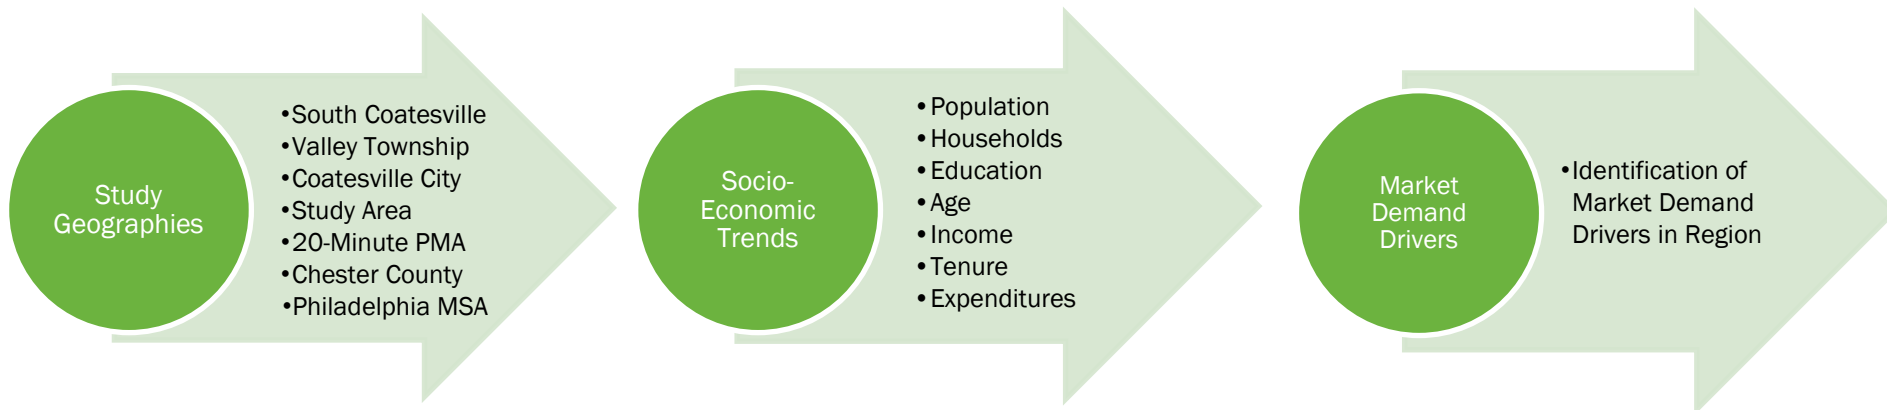 Study
Geographies
•South Coatesville
•Valley Township
•Coatesville City
•Study Area
•20-Minute PMA
•Chester County
•Philadelphia MSA
Socio-
Economic
Trends
•Population
•Households
•Education
•Age
•Income
•Tenure
•Expenditures
Market
Demand
Drivers
•Identification of
Market Demand
Drivers in Region